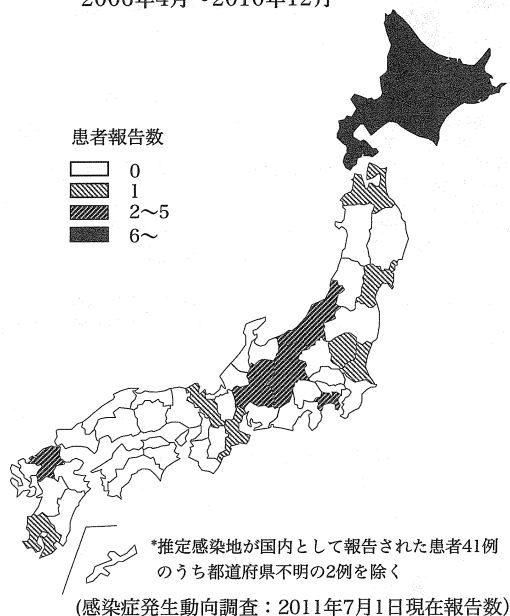 2006年4月～2010年12月
患者報告数
0
1
2～5
6～
*推定感染地が国内として報告された患者41例
のうち都道府県不明の2例を除く
(感染症発生動向調査：2011年7月1日現在報告数)